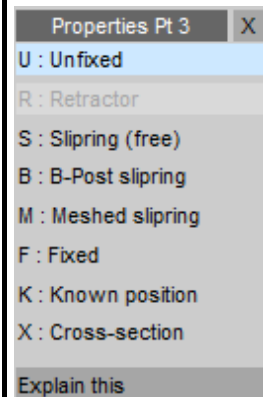 Properties Pt 3 X
U : Unfixed
R : Retractor
S : Slipring (free)
B : B-Post slipring
M : Meshed slipring
F : Fixed
K : Known position
X : Cross-section
Explain this